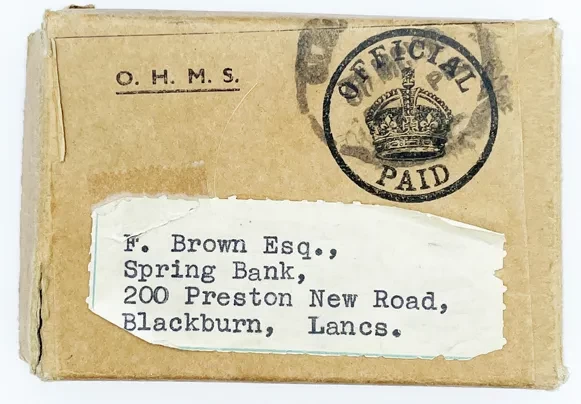 O. H. M. S.
OFFICIAL
PAID
F. Brown Esq.,
Spring Bank,
200 Preston New Road,
Blackburn, Lancs.